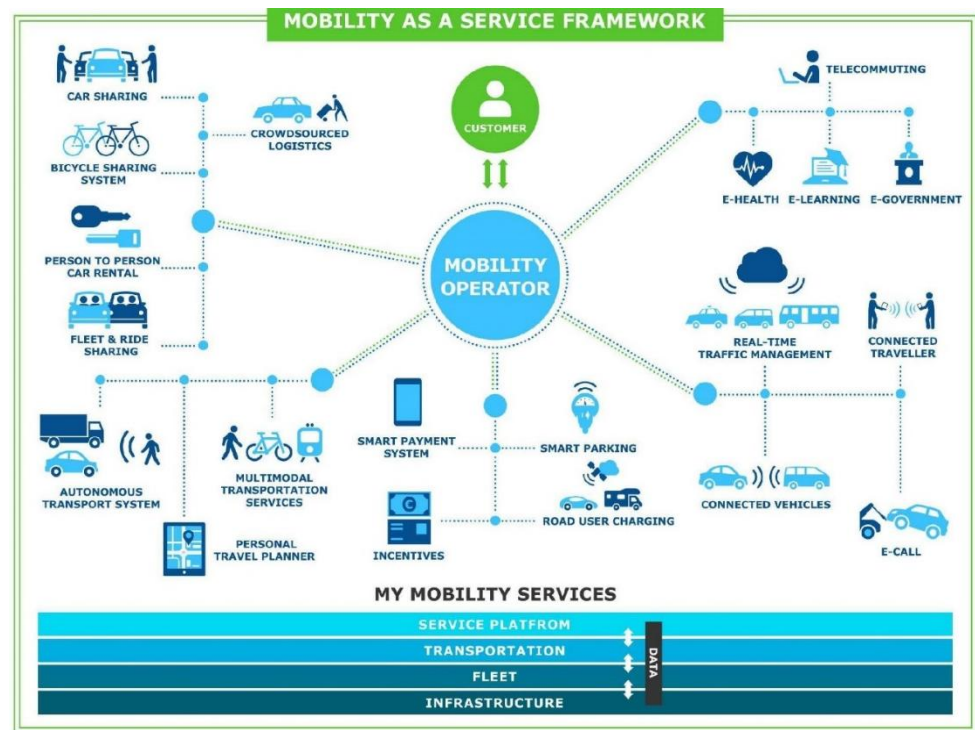 MOBILITY AS A SERVICE FRAMEWORK
CUSTOMER
MOBILITY
OPERATOR
CAR SHARING
CROWDSOURCED
LOGISTICS
BICYCLE SHARING
SYSTEM
PERSON TO PERSON
CAR RENTAL
FLEET & RIDE
SHARING
TELECOMMUTING
E-HEALTH
E-LEARNING
E-GOVERNMENT
REAL-TIME
TRAFFIC MANAGEMENT
CONNECTED
TRAVELLER
CONNECTED VEHICLES
E-CALL
AUTONOMOUS
TRANSPORT SYSTEM
PERSONAL
TRAVEL PLANNER
MULTIMODAL
TRANSPORTATION
SERVICES
SMART PAYMENT
SYSTEM
SMART PARKING
INCENTIVES
ROAD USER CHARGING
MY MOBILITY SERVICES
SERVICE PLATFROM
TRANSPORTATION
FLEET
INFRASTRUCTURE
DATA